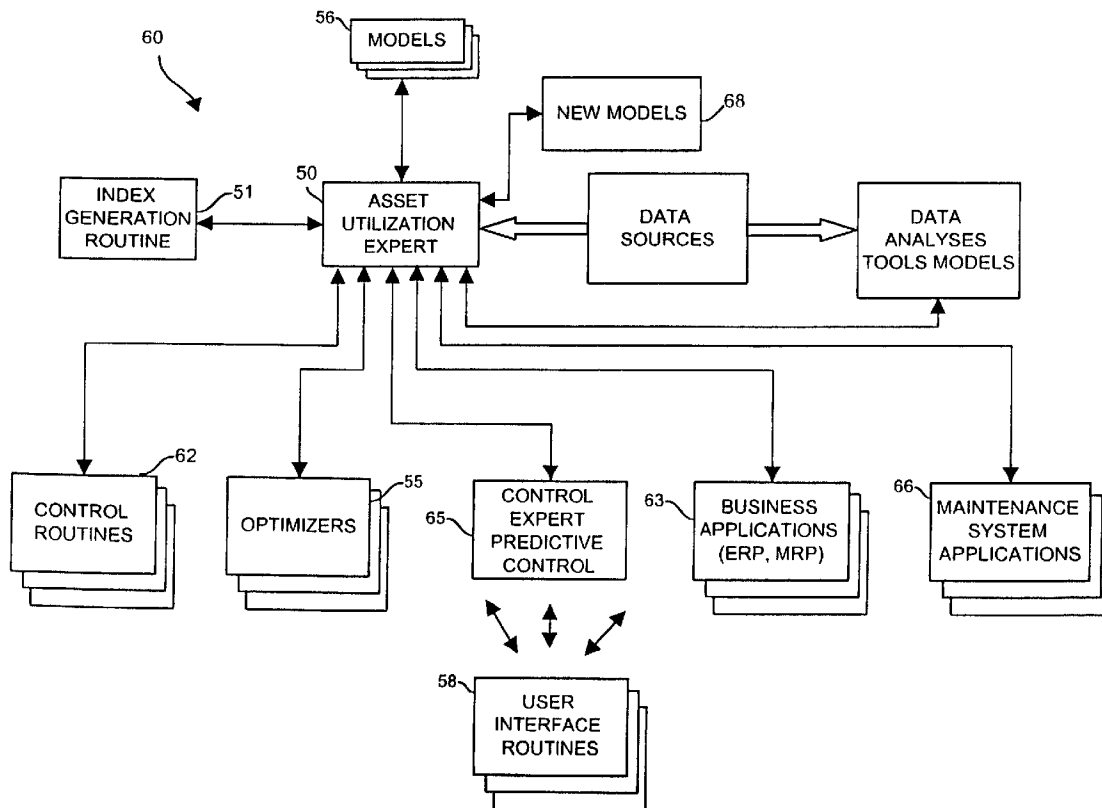 56
MODELS
60
NEW MODELS
68
INDEX
GENERATION
ROUTINE
51
50
ASSET
UTILIZATION
EXPERT
DATA
SOURCES
DATA
ANALYSES
TOOLS MODELS
62
CONTROL
ROUTINES
55
OPTIMIZERS
65
CONTROL
EXPERT
PREDICTIVE
CONTROL
63
BUSINESS
APPLICATIONS
(ERP, MRP)
66
MAINTENANCE
SYSTEM
APPLICATIONS
58
USER
INTERFACE
ROUTINES